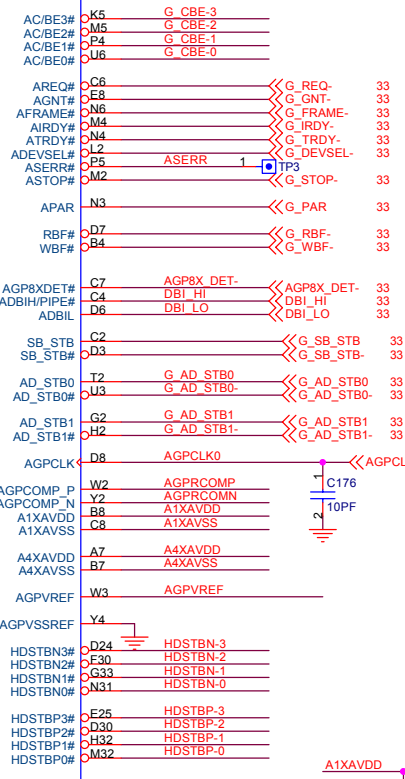 AC/BE3# K5 G_CBE-3
AC/BE2# M5 G_CBE-2
AC/BE1# P4 G_CBE-1
AC/BE0# U6 G_CBE-0
AREQ# C6 G_REQ- 33
AGNT# E8 G_GNT- 33
AFRAME# N6 G_FRAME- 33
AIRDY# M4 G_IRDY- 33
ATRDY# N4 G_TRDY- 33
ADEVSEL# L2 G_DEVSEL- 33
ASERR# P5 ASERR 1 TP3
ASTOP# M2 G_STOP- 33
APAR N3 G_PAR 33
RBF# D7 G_RBF- 33
WBF# B4 G_WBF- 33
AGP8XDET# C7 AGP8X_DET- AGP8X_DET- 33
ADBIH/PIPE# C4 DBI_HI DBI_HI 33
ADBIL D6 DBI_LO DBI_LO 33
SB_STB C2 G_SB_STB 33
SB_STB# D3 G_SB_STB- 33
AD_STB0 T2 G_AD_STB0 G_AD_STB0 33
AD_STB0# U3 G_AD_STB0- G_AD_STB0- 33
AD_STB1 G2 G_AD_STB1 G_AD_STB1 33
AD_STB1# H2 G_AD_STB1- G_AD_STB1- 33
AGPCLK D8 AGPCLK0 AGPCL
1 C176
2 10PF
AGPCOMP_P W2 AGPRCOMP
AGPCOMP_N Y2 AGPRCOMN
A1XAVDD B8 A1XAVDD
A1XAVSS C8 A1XAVSS
A4XAVDD A7 A4XAVDD
A4XAVSS B7 A4XAVSS
AGPVREF W3 AGPVREF
AGPVSSREF Y4
HDSTBN3# D24 HDSTBN-3
HDSTBN2# F30 HDSTBN-2
HDSTBN1# G33 HDSTBN-1
HDSTBN0# N31 HDSTBN-0
HDSTBP3# E25 HDSTBP-3
HDSTBP2# D30 HDSTBP-2
HDSTBP1# H32 HDSTBP-1
HDSTBP0# M32 HDSTBP-0
A1XAVDD